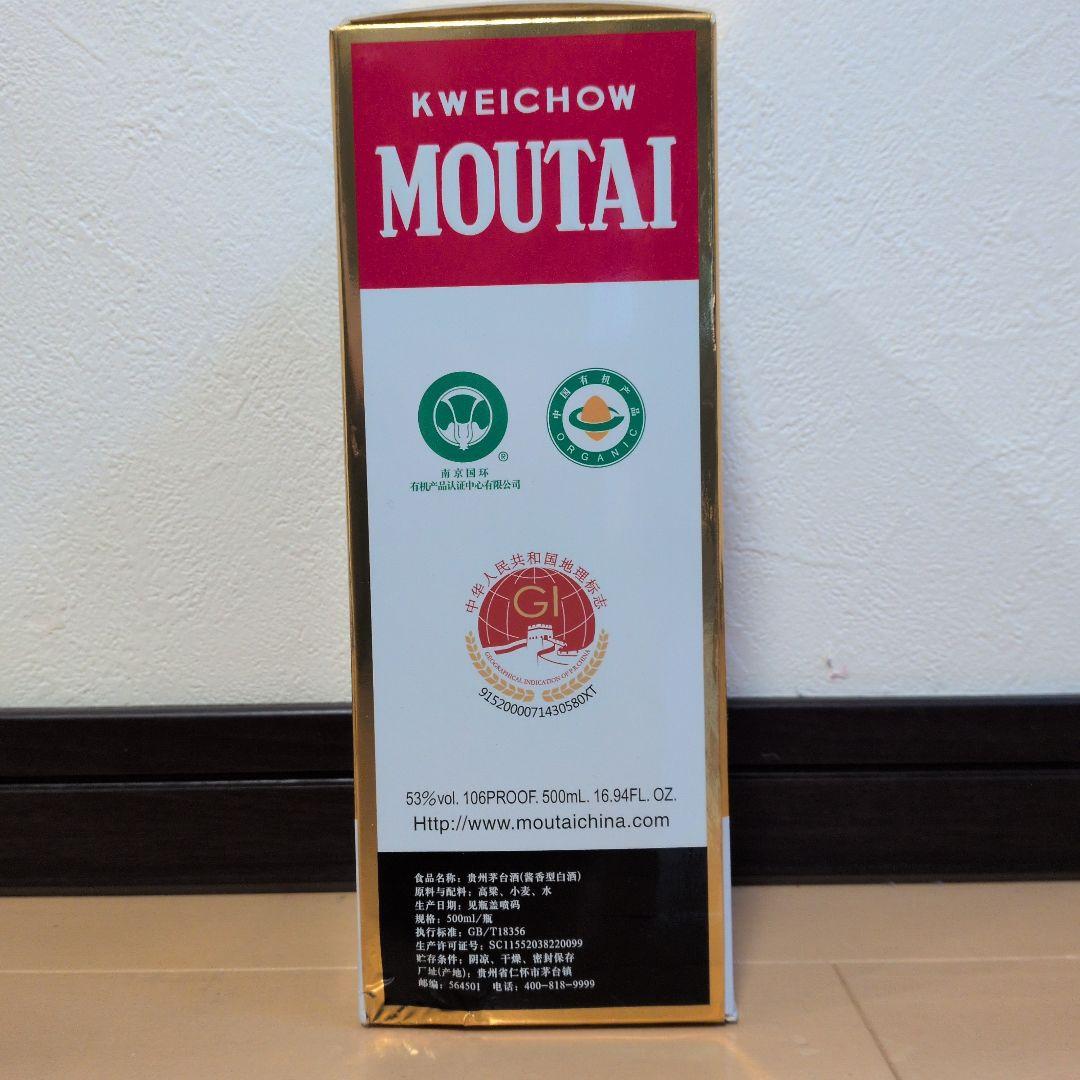 KWEICHOW
MOUTAI
中国有机产品
ORGANIC
®
南京国环
有机产品认证中心有限公司
中华人民共和国地理标志
GI
GEOGRAPHICAL INDICATION OF P.R.CHINA
9152000071430580XT
53%vol. 106PROOF. 500mL. 16.94FL. OZ.
Http://www.moutaichina.com
食品名称：贵州茅台酒(酱香型白酒)
原料与配料：高粱、小麦、水
生产日期：见瓶盖喷码
规格：500ml/瓶
执行标准：GB/T18356
生产许可证号：SC11552038220099
贮存条件：阴凉、干燥、密封保存
厂址(产地)：贵州省仁怀市茅台镇
邮编：564501 电话：400-818-9999